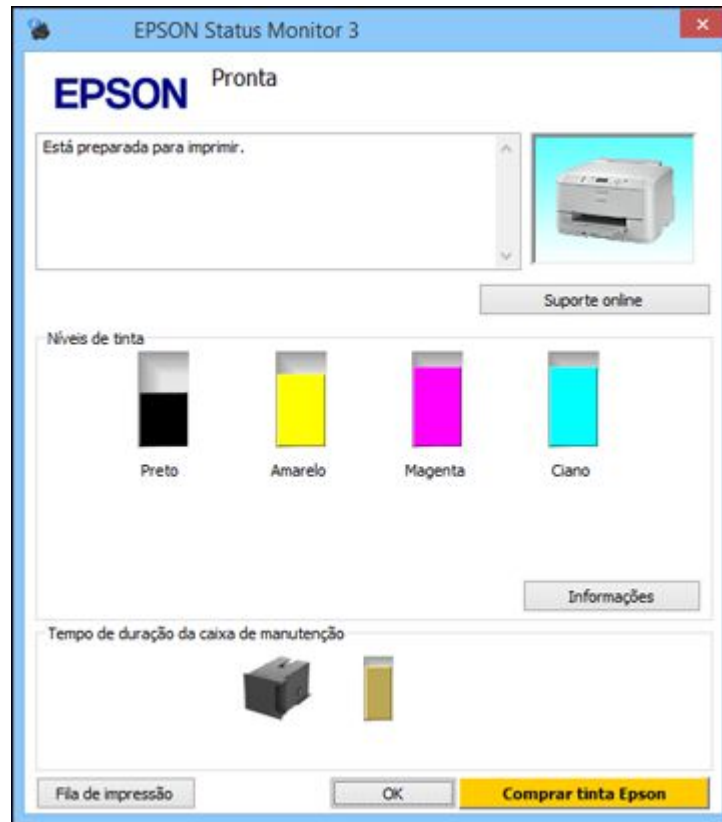 EPSON Status Monitor 3
EPSON
Pronta
Está preparada para imprimir.
Suporte online
Níveis de tinta
Preto
Amarelo
Magenta
Ciano
Informações
Tempo de duração da caixa de manutenção
Fila de impressão
OK
Comprar tinta Epson